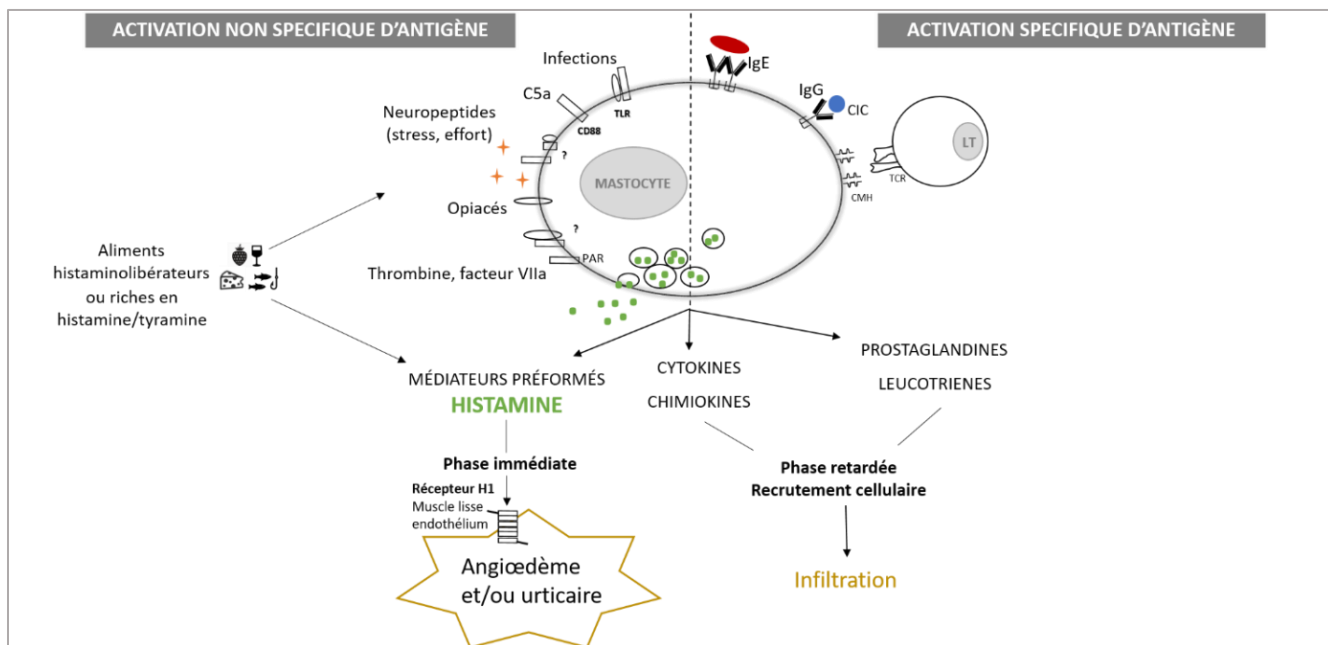 ACTIVATION NON SPECIFIQUE D'ANTIGÈNE
ACTIVATION SPECIFIQUE D'ANTIGÈNE
Infections
C5a
TLR
CD88
Neuropeptides
(stress, effort)
?
Opiacés
?
PAR
Thrombine, facteur VIIa
MASTOCYTE
IgE
IgG
CIC
LT
TCR
CMH
Aliments
histaminolibérateurs
ou riches en
histamine/tyramine
MÉDIATEURS PRÉFORMÉS
HISTAMINE
CYTOKINES
CHIMIOKINES
PROSTAGLANDINES
LEUCOTRIENES
Phase immédiate
Récepteur H1
Muscle lisse
endothélium
Angiœdème
et/ou urticaire
Phase retardée
Recrutement cellulaire
Infiltration